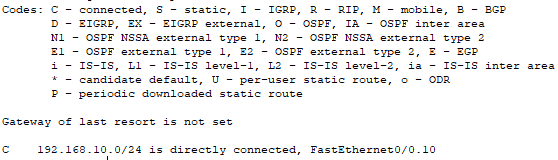 Codes: C - connected, S - static, I - IGRP, R - RIP, M - mobile, B - BGP
D - EIGRP, EX - EIGRP external, O - OSPF, IA - OSPF inter area
N1 - OSPF NSSA external type 1, N2 - OSPF NSSA external type 2
E1 - OSPF external type 1, E2 - OSPF external type 2, E - EGP
i - IS-IS, L1 - IS-IS level-1, L2 - IS-IS level-2, ia - IS-IS inter area
* - candidate default, U - per-user static route, o - ODR
P - periodic downloaded static route
Gateway of last resort is not set
C 192.168.10.0/24 is directly connected, FastEthernet0/0.10